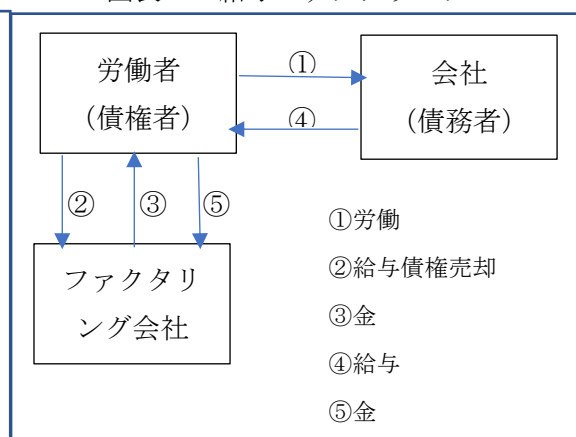 労働者
(債権者)
①
会社
(債務者)
④
②
③
⑤
ファクタリ
ング会社
①労働
②給与債権売却
③金
④給与
⑤金